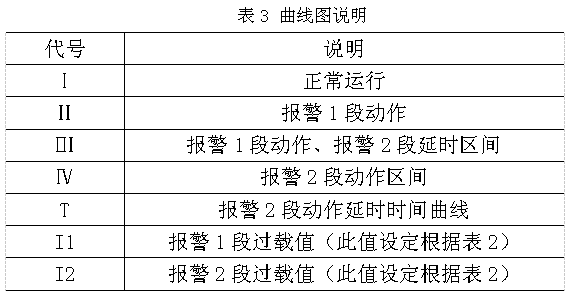 表3 曲线图说明
代号 说明
Ⅰ 正常运行
Ⅱ 报警1段动作
Ⅲ 报警1段动作、报警2段延时区间
Ⅳ 报警2段动作区间
T 报警2段动作延时时间曲线
I1 报警1段过载值（此值设定根据表2）
I2 报警2段过载值（此值设定根据表2）